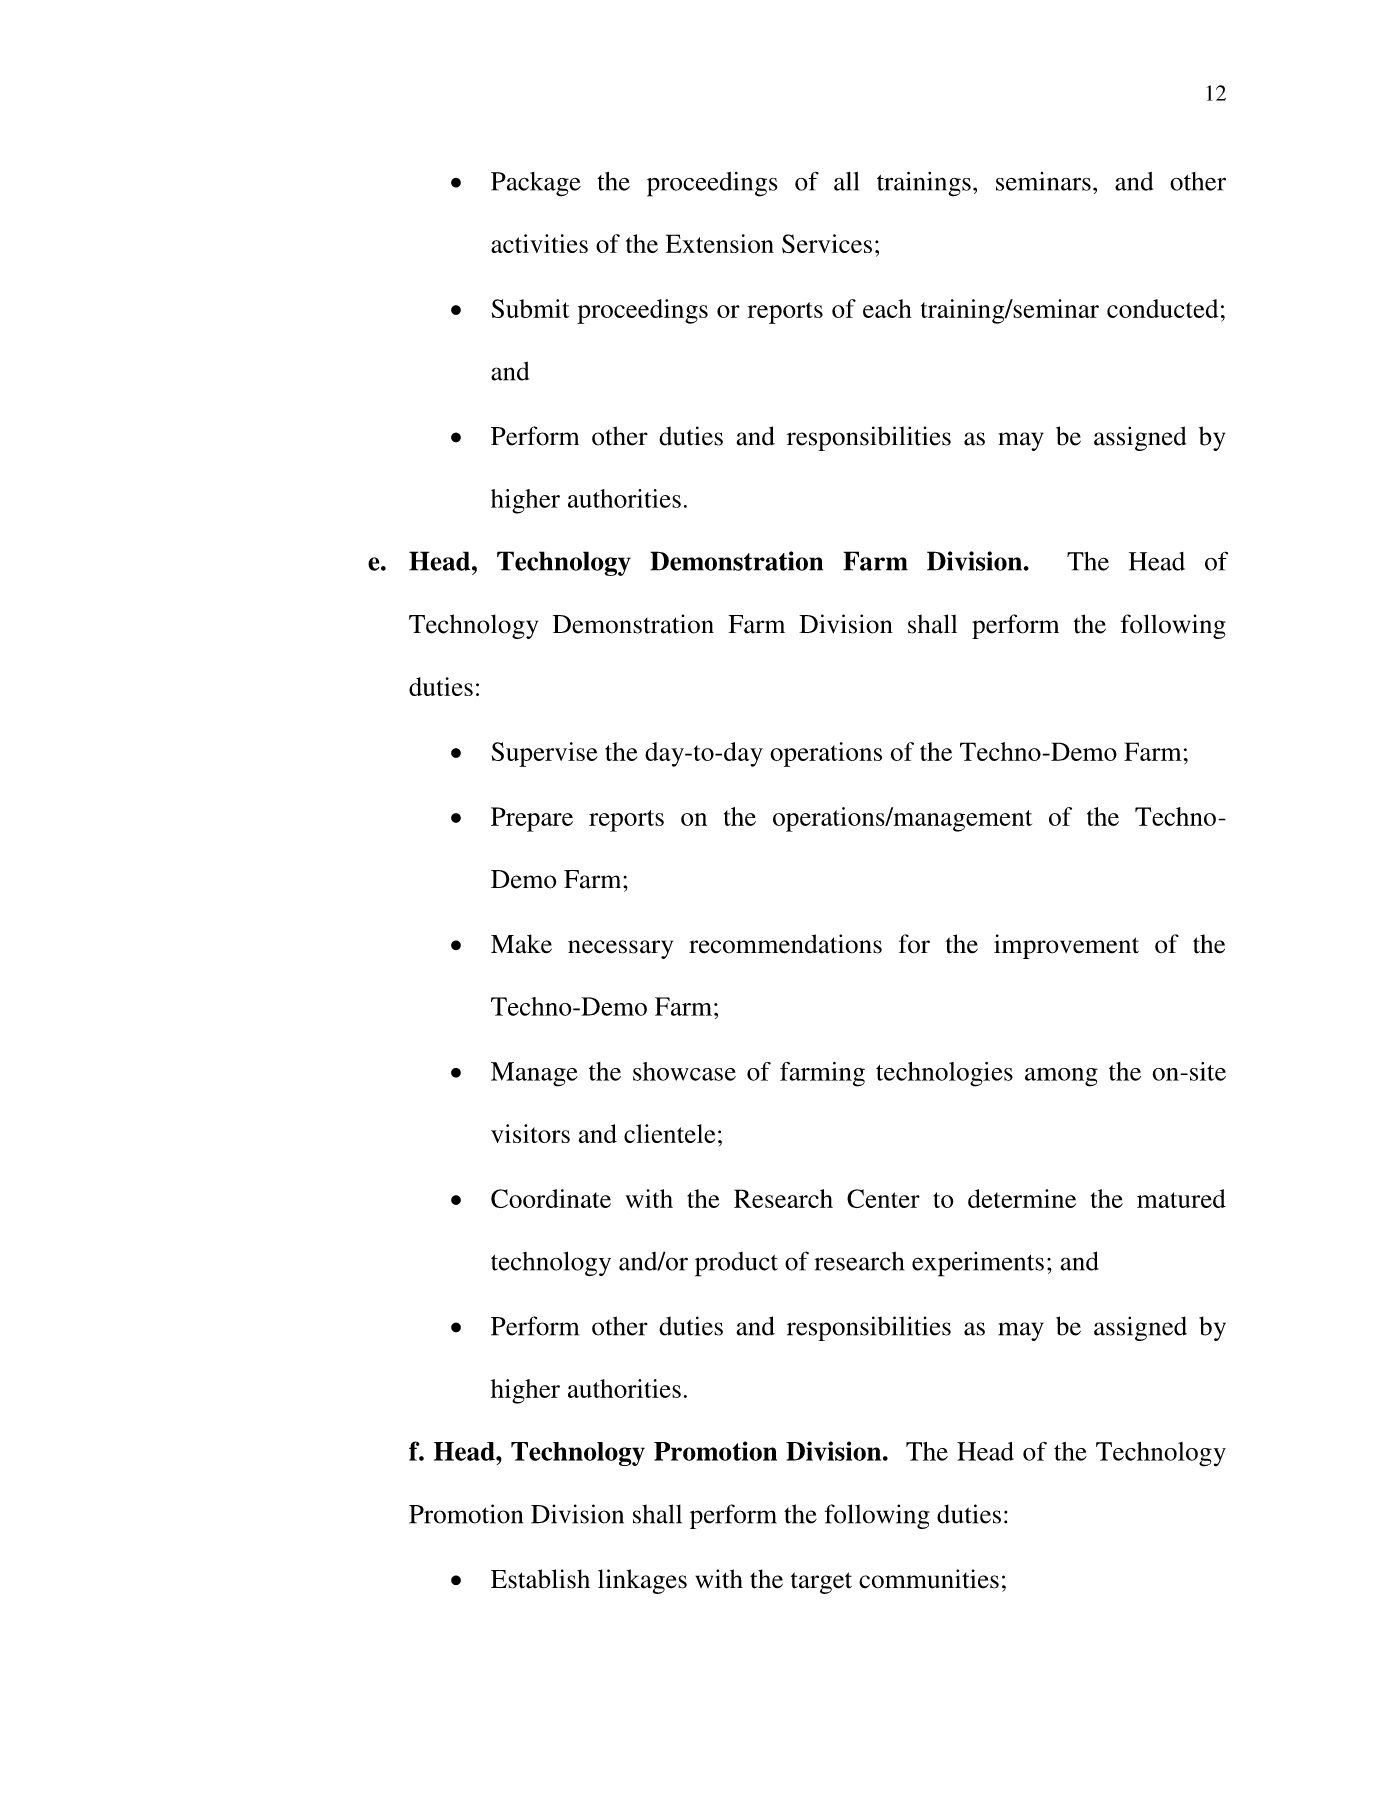 12
• Package the proceedings of all trainings, seminars, and other
activities of the Extension Services;
• Submit proceedings or reports of each training/seminar conducted;
and
• Perform other duties and responsibilities as may be assigned by
higher authorities.
e. Head, Technology Demonstration Farm Division. The Head of
Technology Demonstration Farm Division shall perform the following
duties:
• Supervise the day-to-day operations of the Techno-Demo Farm;
• Prepare reports on the operations/management of the Techno-
Demo Farm;
• Make necessary recommendations for the improvement of the
Techno-Demo Farm;
• Manage the showcase of farming technologies among the on-site
visitors and clientele;
• Coordinate with the Research Center to determine the matured
technology and/or product of research experiments; and
• Perform other duties and responsibilities as may be assigned by
higher authorities.
f. Head, Technology Promotion Division. The Head of the Technology
Promotion Division shall perform the following duties:
• Establish linkages with the target communities;